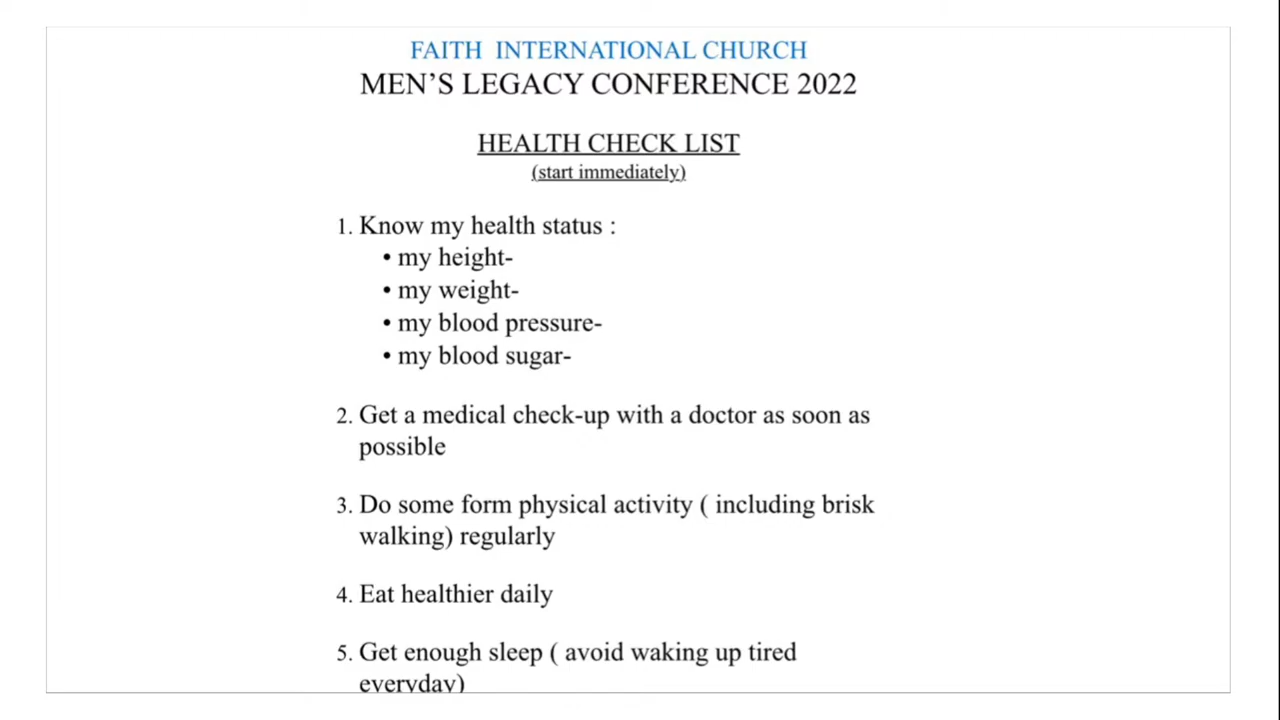 FAITH INTERNATIONAL CHURCH
MEN'S LEGACY CONFERENCE 2022
HEALTH CHECK LIST
(start immediately)
1. Know my health status :
• my height-
• my weight-
• my blood pressure-
• my blood sugar-
2. Get a medical check-up with a doctor as soon as
possible
3. Do some form physical activity ( including brisk
walking) regularly
4. Eat healthier daily
5. Get enough sleep ( avoid waking up tired
everyday)